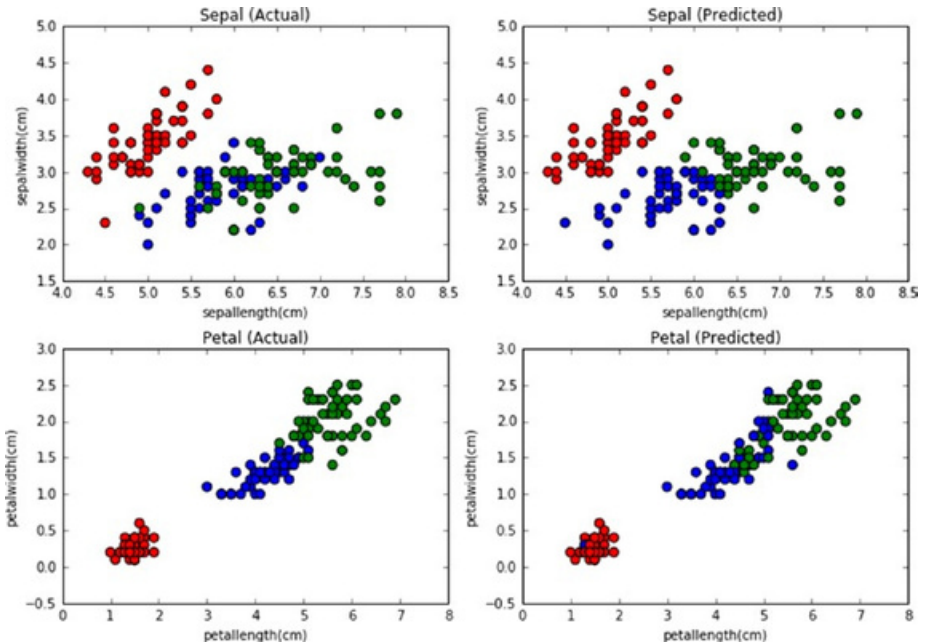 Sepal (Actual)
5.0
4.5
4.0
3.5
3.0
2.5
2.0
1.5
sepalwidth(cm)
4.0 4.5 5.0 5.5 6.0 6.5 7.0 7.5 8.0 8.5
sepallength(cm)
Sepal (Predicted)
5.0
4.5
4.0
3.5
3.0
2.5
2.0
1.5
sepalwidth(cm)
4.0 4.5 5.0 5.5 6.0 6.5 7.0 7.5 8.0 8.5
sepallength(cm)
Petal (Actual)
3.0
2.5
2.0
1.5
1.0
0.5
0.0
−0.5
petalwidth(cm)
0 1 2 3 4 5 6 7 8
petallength(cm)
Petal (Predicted)
3.0
2.5
2.0
1.5
1.0
0.5
0.0
−0.5
petalwidth(cm)
0 1 2 3 4 5 6 7 8
petallength(cm)